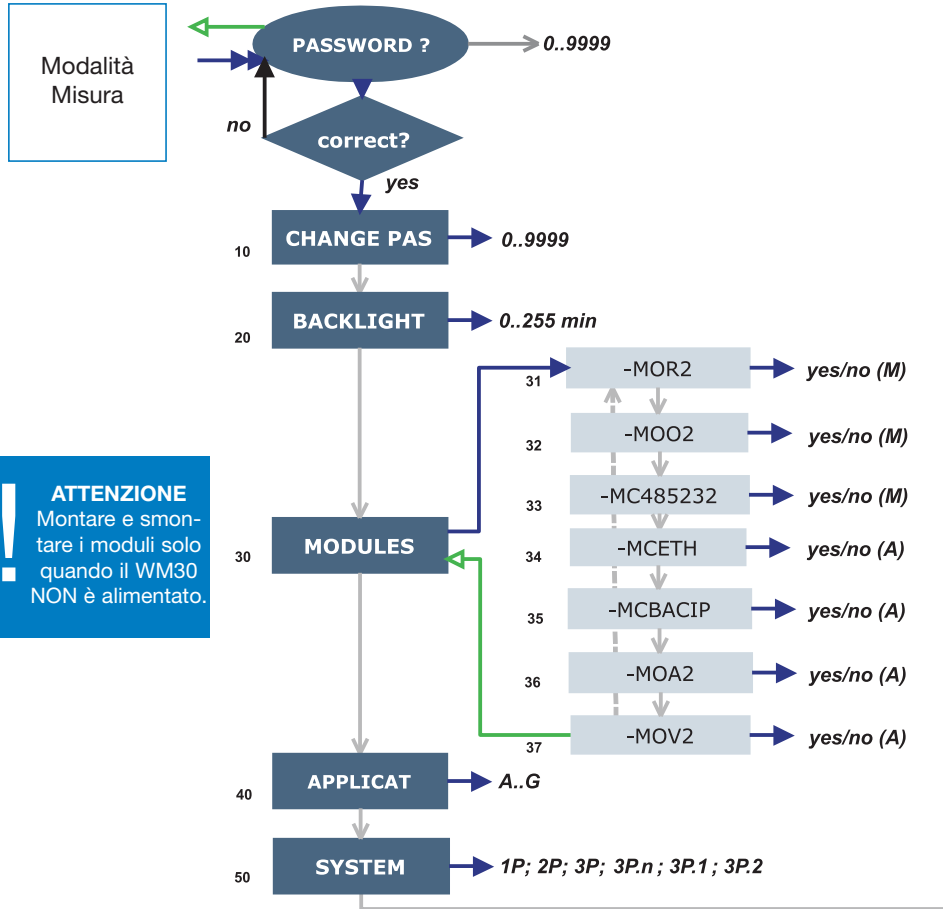 PASSWORD ?
0..9999
Modalità
Misura
no
correct?
yes
10
CHANGE PAS
0..9999
20
BACKLIGHT
0..255 min
31
-MOR2
yes/no (M)
32
-MOO2
yes/no (M)
33
-MC485232
yes/no (M)
34
-MCETH
yes/no (A)
35
-MCBACIP
yes/no (A)
36
-MOA2
yes/no (A)
37
-MOV2
yes/no (A)
!
ATTENZIONE
Montare e smon-
tare i moduli solo
quando il WM30
NON è alimentato.
30
MODULES
40
APPLICAT
A..G
50
SYSTEM
1P; 2P; 3P; 3P.n ; 3P.1 ; 3P.2